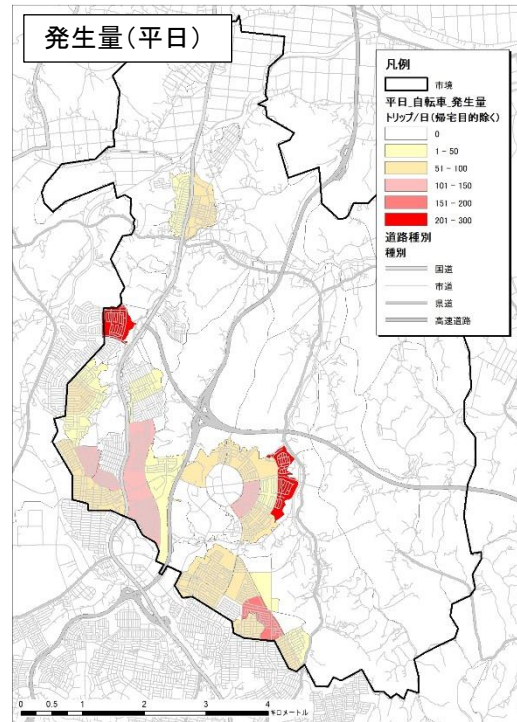 発生量(平日)
凡例
市境
平日_自転車_発生量
トリップ/日(帰宅目的除く)
0
1 - 50
51 - 100
101 - 150
151 - 200
201 - 300
道路種別
種別
国道
市道
県道
高速道路
0 0.5 1 2 3 4
キロメートル